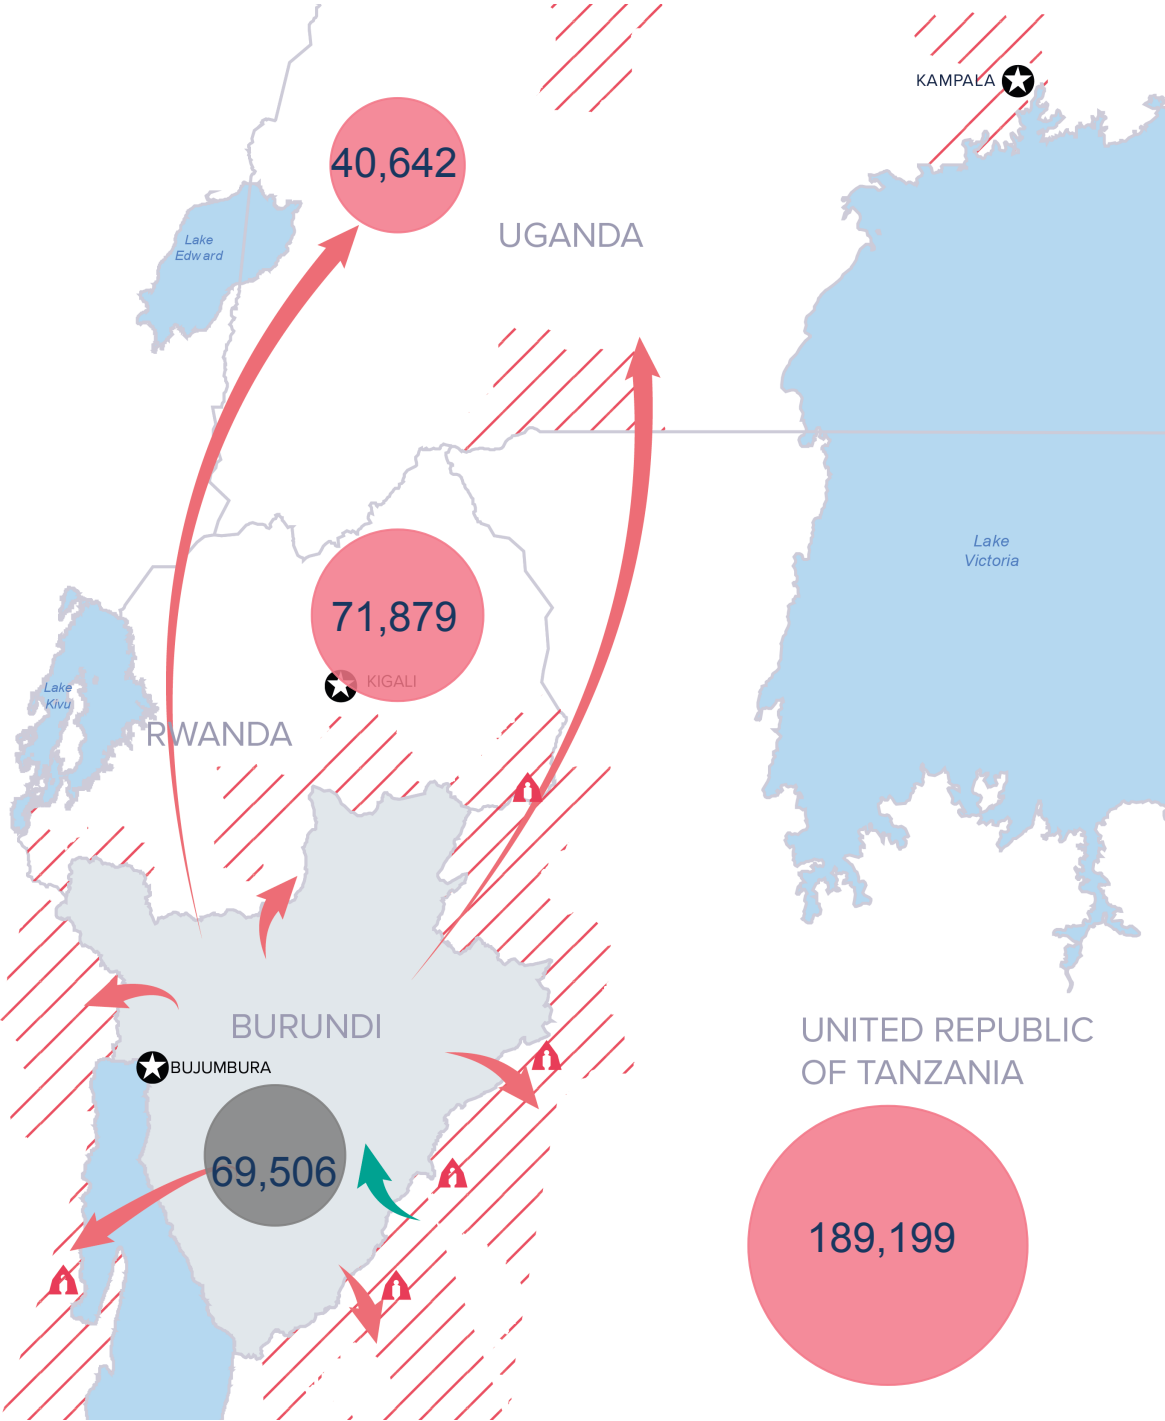 KAMPALA
40,642
UGANDA
Lake
Edward
Lake
Victoria
71,879
KIGALI
Lake
Kivu
RWANDA
BURUNDI
UNITED REPUBLIC
OF TANZANIA
BUJUMBURA
69,506
189,199